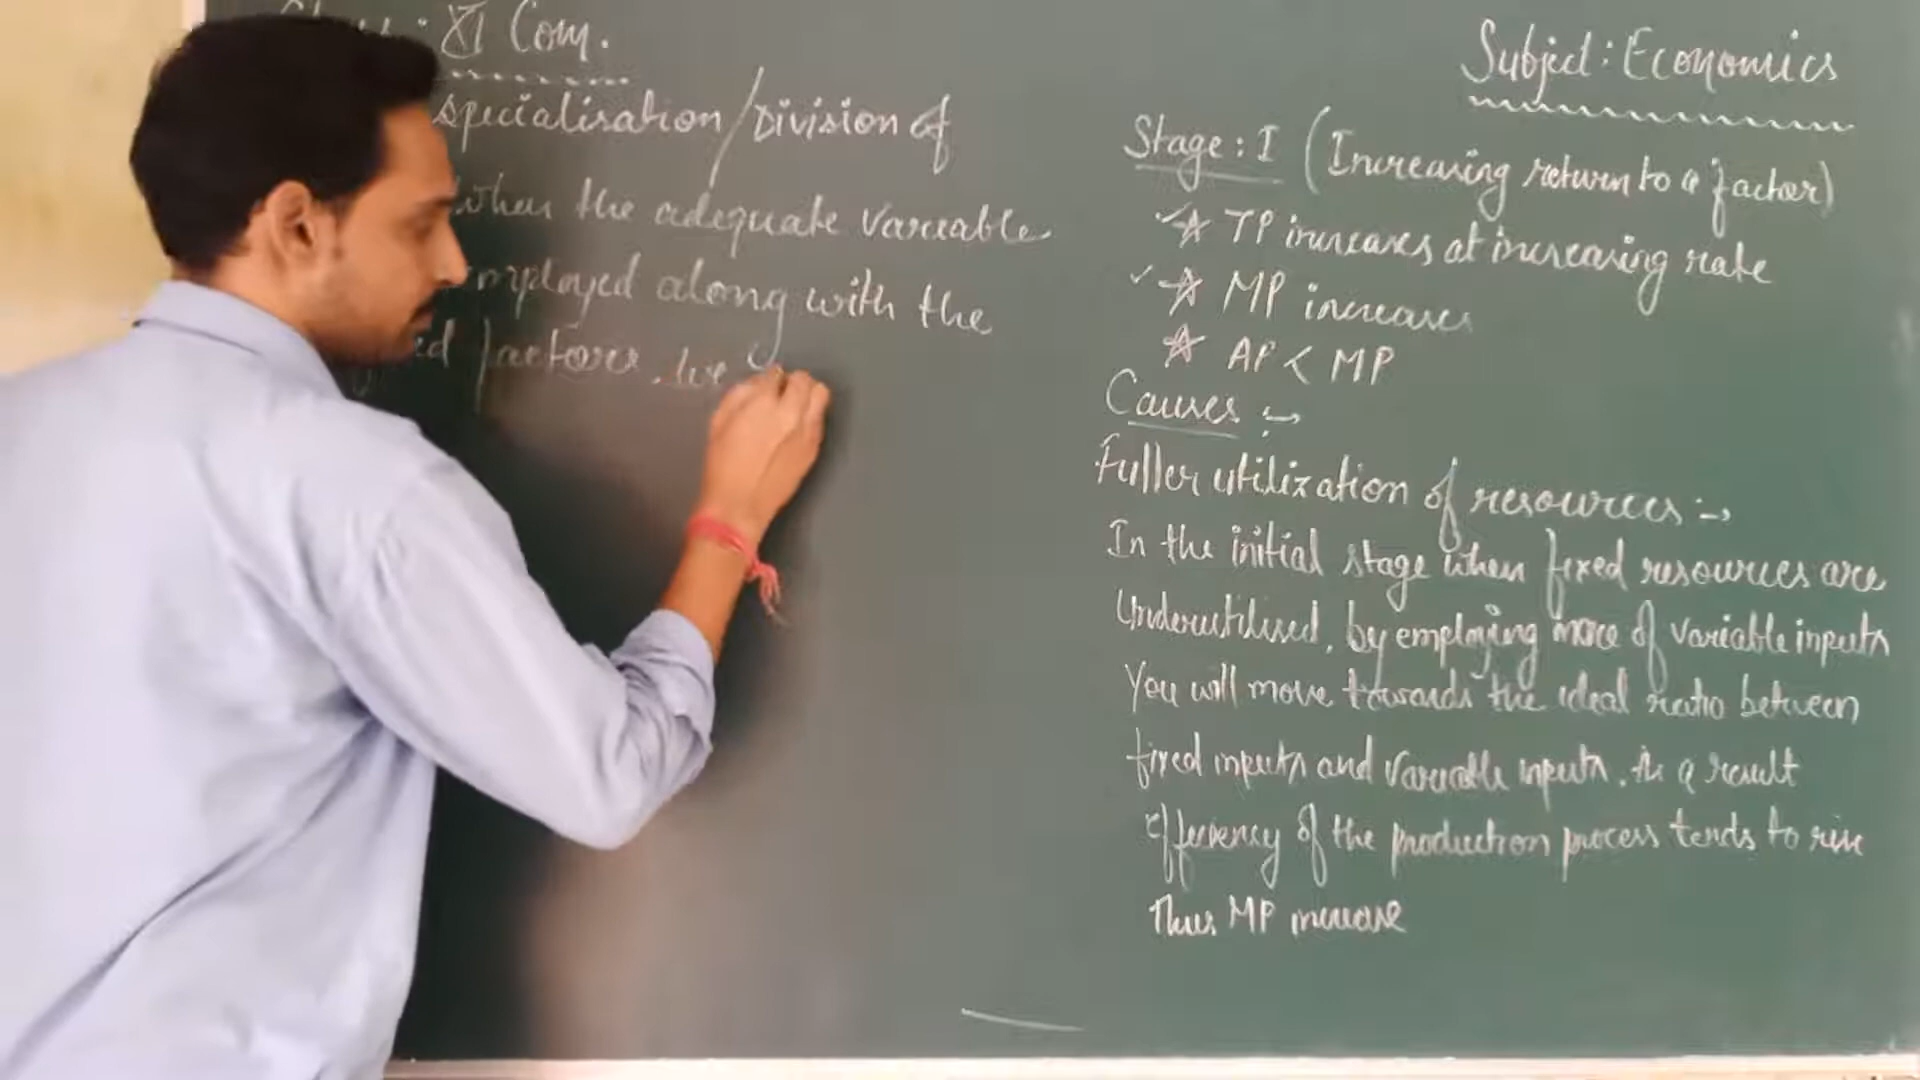 XI Com.
specialisation/Division of
when the adequate variable
employed along with the
factors, we
Subject: Economics
Stage: I (Increasing return to a factor)
☆ TP increases at increasing rate
☆ MP increases
☆ AP < MP
Causes :-
Fuller utilization of resources :-
In the initial stage when fixed resources are
Underutilised, by employing more of variable inputs
You will move towards the ideal ratio between
fixed inputs and variable inputs. As a result
efficiency of the production process tends to rise
Thus MP increase